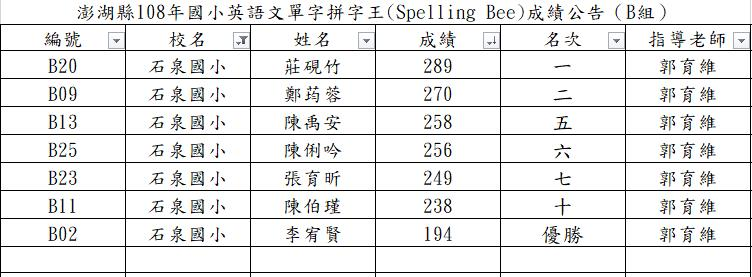 澎湖縣108年國小英語文單字拼字王(Spelling Bee)成績公告（B組）
編號 校名 姓名 成績 名次 指導老師
B20 石泉國小 莊硯竹 289 一 郭育維
B09 石泉國小 鄭荺蓉 270 二 郭育維
B13 石泉國小 陳禹安 258 五 郭育維
B25 石泉國小 陳俐吟 256 六 郭育維
B23 石泉國小 張育昕 249 七 郭育維
B11 石泉國小 陳伯瑾 238 十 郭育維
B02 石泉國小 李宥賢 194 優勝 郭育維